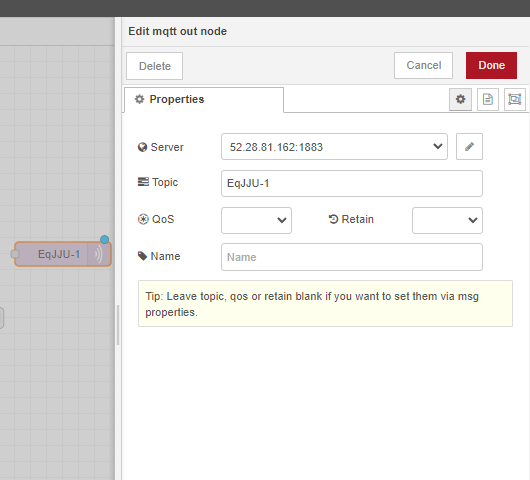 Edit mqtt out node
Delete
Cancel
Done
Properties
Server
52.28.81.162:1883
Topic
EqJJU-1
QoS
Retain
EqJJU-1
Name
Name
Tip: Leave topic, qos or retain blank if you want to set them via msg
properties.